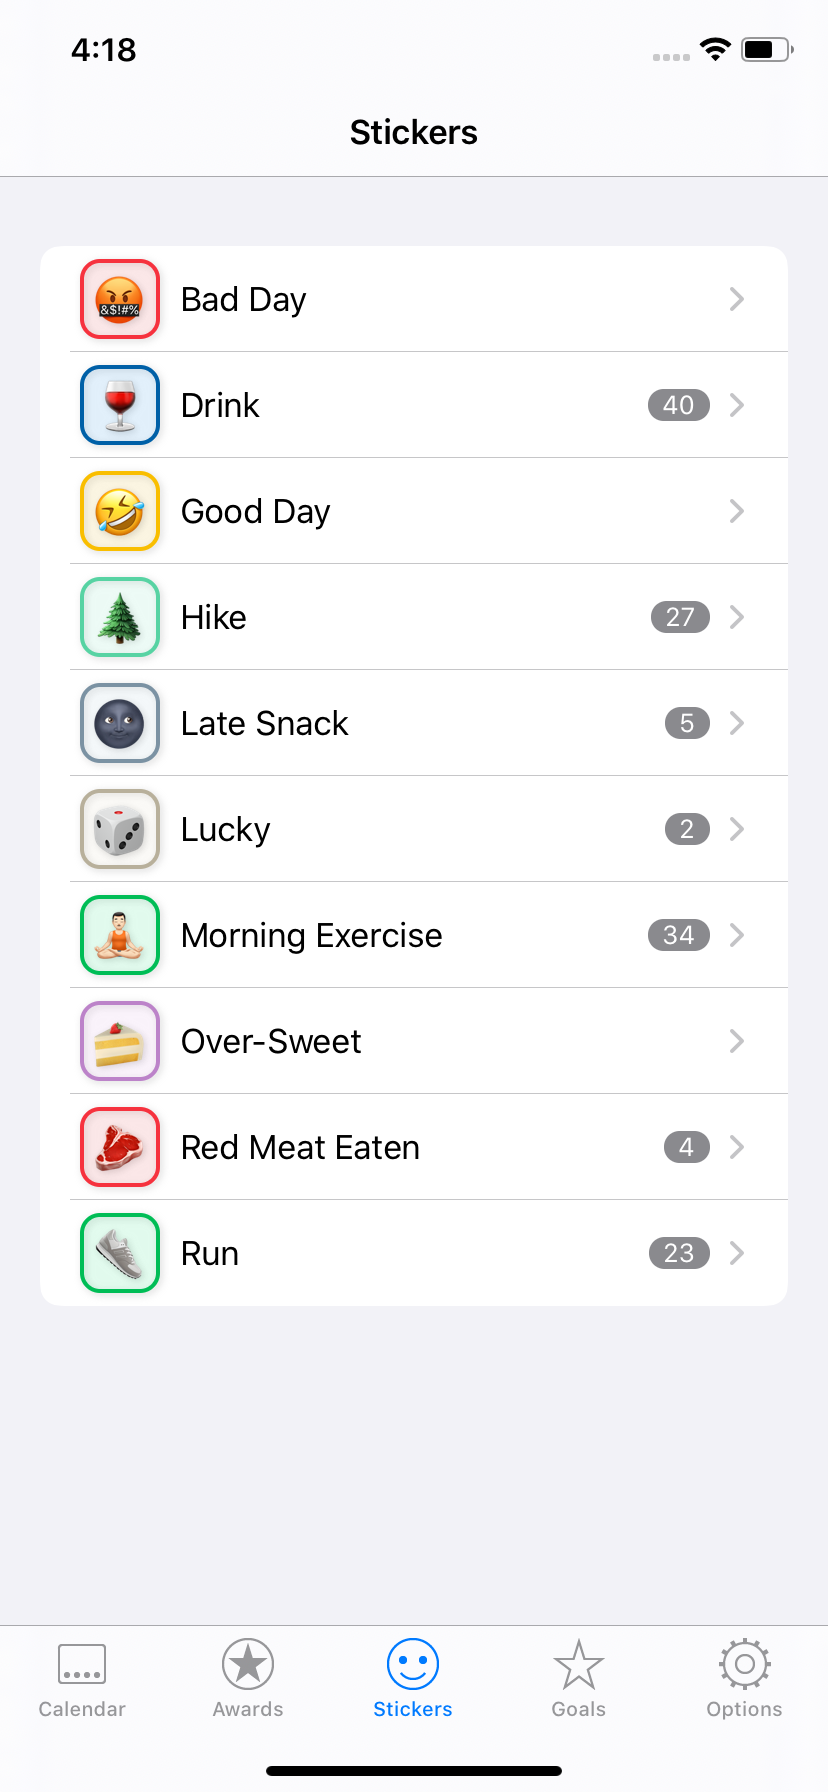 4:18
Stickers
&$!#%
Bad Day
Drink 40
Good Day
Hike 27
Late Snack 5
Lucky 2
Morning Exercise 34
Over-Sweet
Red Meat Eaten 4
Run 23
Calendar Awards Stickers Goals Options